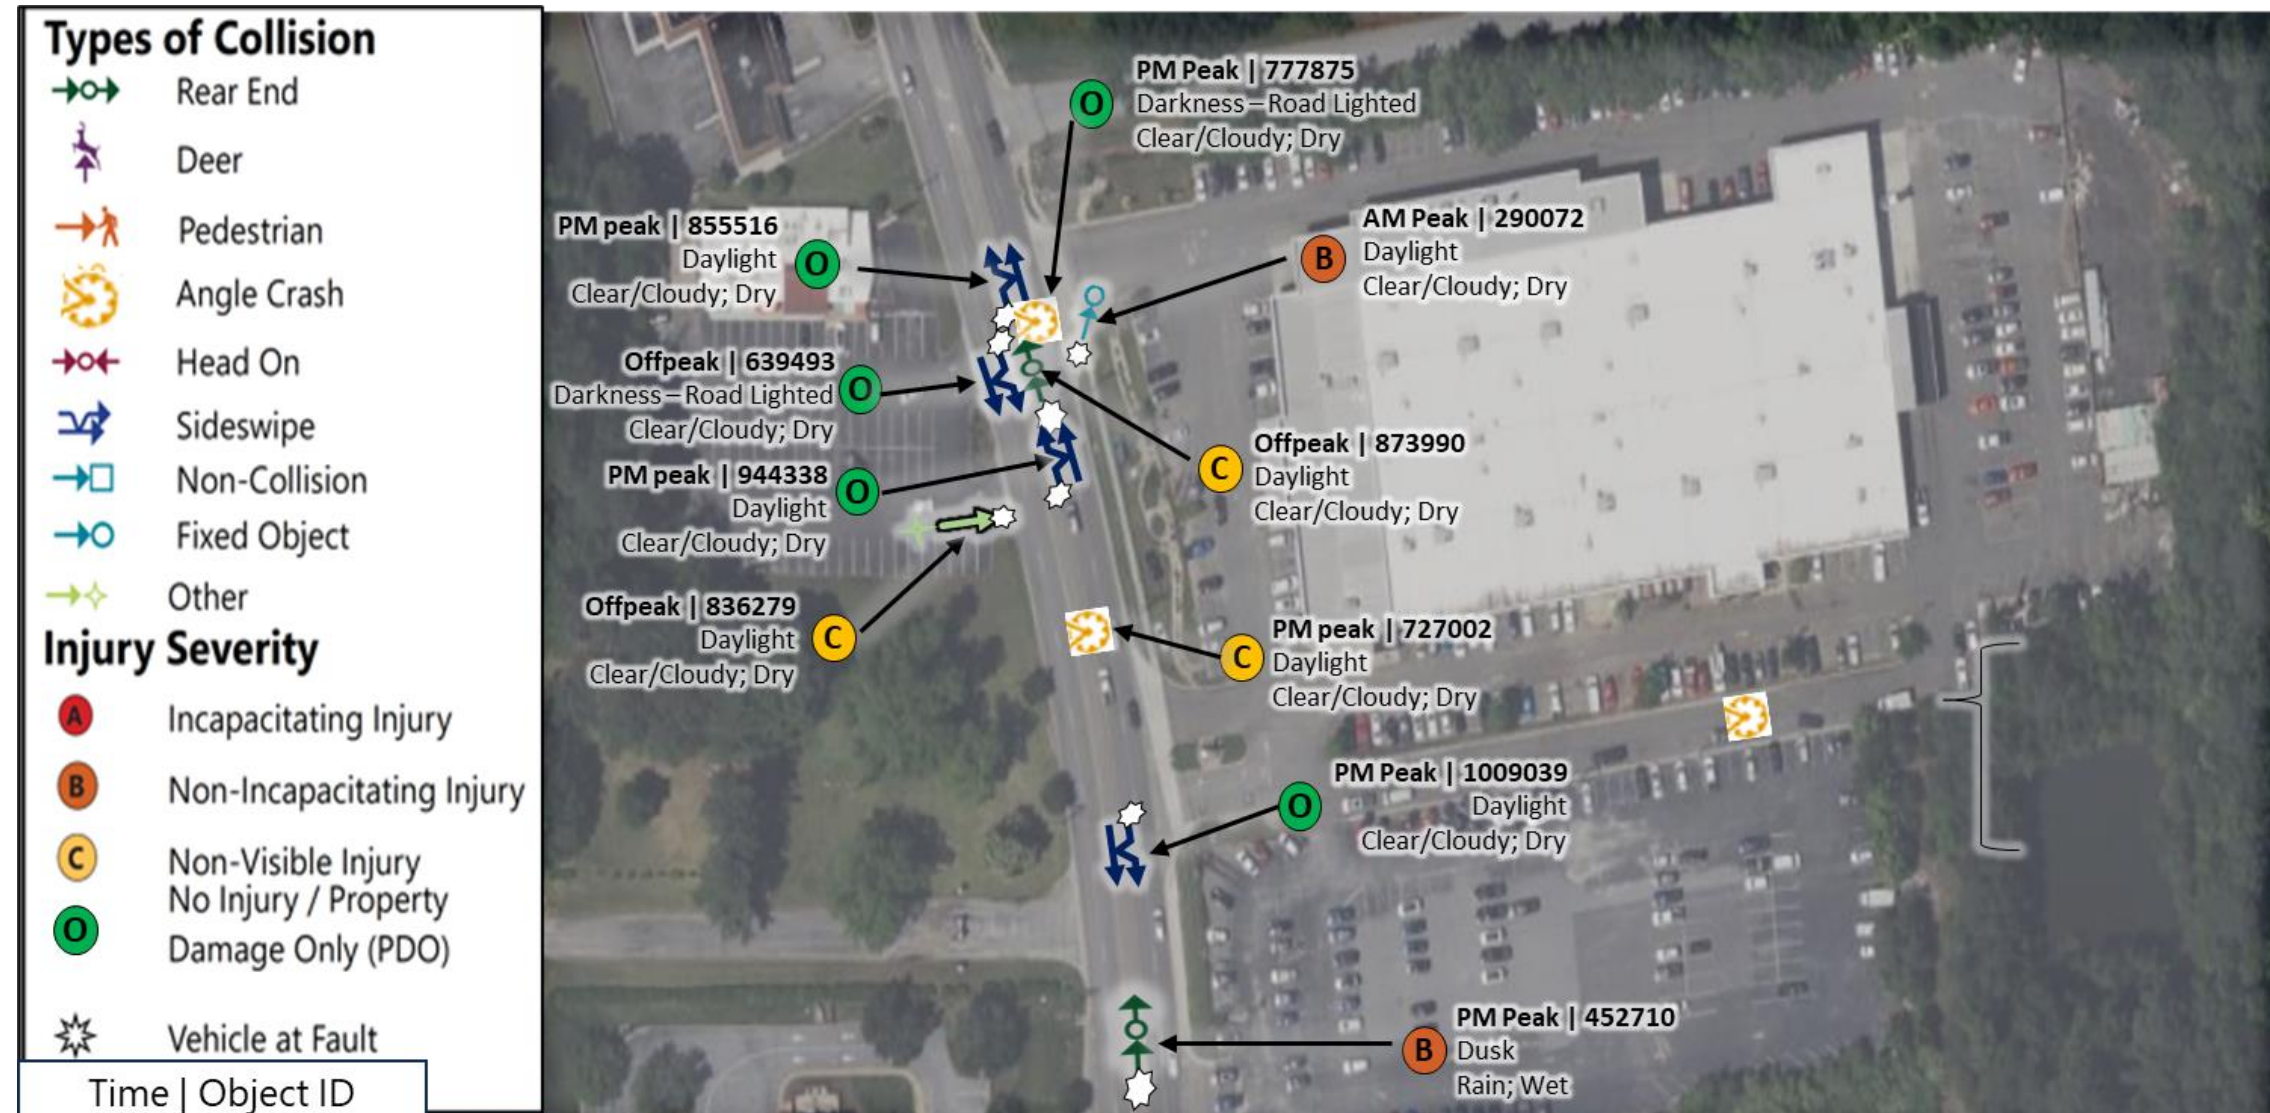 Types of Collision
Rear End
Deer
Pedestrian
Angle Crash
Head On
Sideswipe
Non-Collision
Fixed Object
Other
Injury Severity
A Incapacitating Injury
B Non-Incapacitating Injury
C Non-Visible Injury
No Injury / Property
O
Damage Only (PDO)
Vehicle at Fault
Time | Object ID
PM Peak | 777875
O Darkness – Road Lighted
Clear/Cloudy; Dry
PM peak | 855516
Daylight O
Clear/Cloudy; Dry
AM Peak | 290072
B Daylight
Clear/Cloudy; Dry
Offpeak | 639493
Darkness – Road Lighted O
Clear/Cloudy; Dry
Offpeak | 873990
C Daylight
Clear/Cloudy; Dry
PM peak | 944338
Daylight O
Clear/Cloudy; Dry
Offpeak | 836279
Daylight C
Clear/Cloudy; Dry
PM peak | 727002
C Daylight
Clear/Cloudy; Dry
PM Peak | 1009039
O Daylight
Clear/Cloudy; Dry
PM Peak | 452710
B Dusk
Rain; Wet